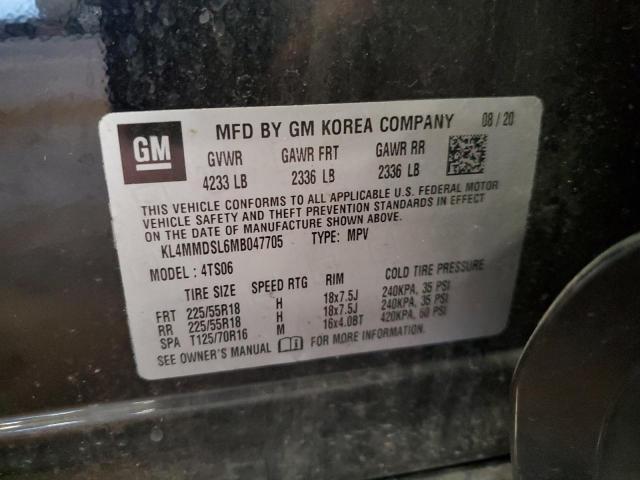 GM
MFD BY GM KOREA COMPANY 08 / 20
GVWR GAWR FRT GAWR RR
4233 LB 2336 LB 2336 LB
THIS VEHICLE CONFORMS TO ALL APPLICABLE U.S. FEDERAL MOTOR
VEHICLE SAFETY AND THEFT PREVENTION STANDARDS IN EFFECT
ON THE DATE OF MANUFACTURE SHOWN ABOVE.
KL4MMDSL6MB047705 TYPE: MPV
MODEL : 4TS06
TIRE SIZE SPEED RTG RIM COLD TIRE PRESSURE
FRT 225/55R18 H 18x7.5J 240KPA, 35 PSI
RR 225/55R18 H 18x7.5J 240KPA, 35 PSI
SPA T125/70R16 M 16x4.0BT 420KPA, 60 PSI
SEE OWNER'S MANUAL FOR MORE INFORMATION.